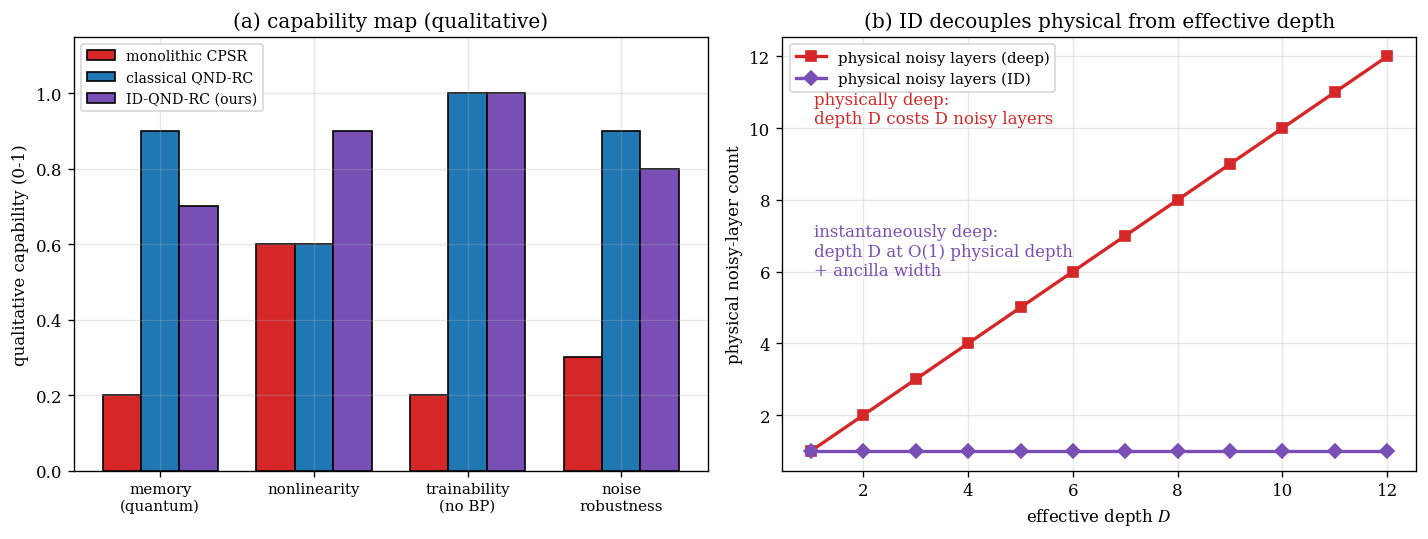 (a) capability map (qualitative)
monolithic CPSR
classical QND-RC
ID-QND-RC (ours)
qualitative capability (0-1)
1.0
0.8
0.6
0.4
0.2
0.0
memory
(quantum)
nonlinearity
trainability
(no BP)
noise
robustness
(b) ID decouples physical from effective depth
physical noisy layers (deep)
physical noisy layers (ID)
physically deep:
depth D costs D noisy layers
instantaneously deep:
depth D at O(1) physical depth
+ ancilla width
physical noisy-layer count
12
10
8
6
4
2
2 4 6 8 10 12
effective depth D